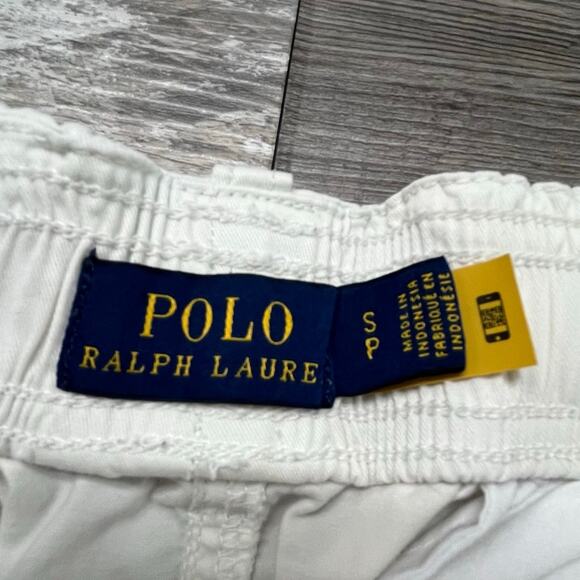 POLO
RALPH LAURE
S
P
MADE IN
INDONESIA
FABRIQUÉ EN
INDONÉSIE